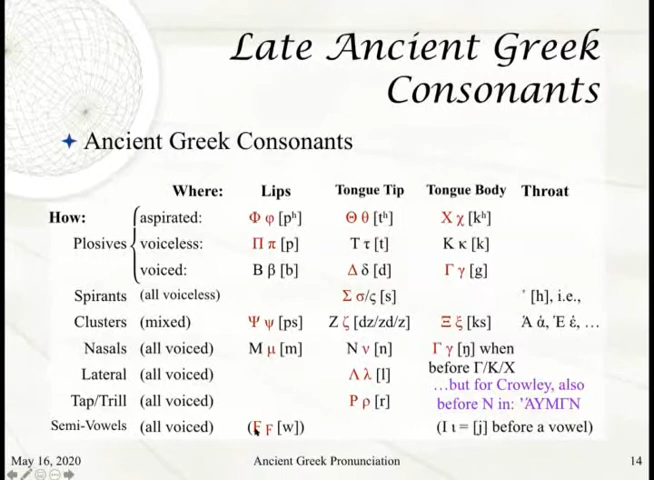 Late Ancient Greek
Consonants
Ancient Greek Consonants
Where: Lips Tongue Tip Tongue Body Throat
How: aspirated: Φ φ [pʰ] Θ θ [tʰ] Χ χ [kʰ]
Plosives voiceless: Π π [p] Τ τ [t] Κ κ [k]
voiced: Β β [b] Δ δ [d] Γ γ [g]
Spirants (all voiceless) Σ σ/ς [s] ʽ [h], i.e.,
Clusters (mixed) Ψ ψ [ps] Ζ ζ [dz/zd/z] Ξ ξ [ks] Ἁ ἁ, Ἑ ἑ, …
Nasals (all voiced) Μ μ [m] Ν ν [n] Γ γ [ŋ] when
before Γ/Κ/Χ
Lateral (all voiced) Λ λ [l]
…but for Crowley, also
before N in: ʼἈΥΜΓΝ
Tap/Trill (all voiced) Ρ ρ [r]
Semi-Vowels (all voiced) (Ϝ ϝ [w]) (Ι ι = [j] before a vowel)
May 16, 2020 Ancient Greek Pronunciation 14